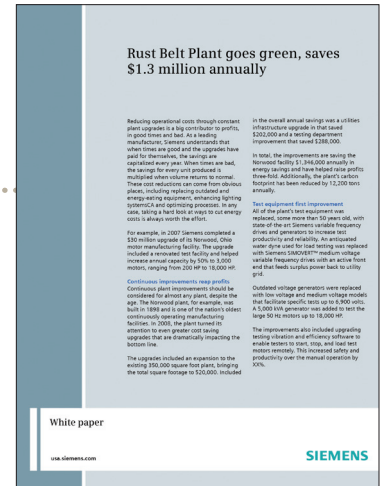 Rust Belt Plant goes green, saves
$1.3 million annually
Reducing operational costs through constant
plant upgrades is a big contributor to profits,
in good times and bad. As a leading
manufacturer, Siemens understands that
when times are good and the upgrades have
paid for themselves, the savings are
capitalized every year. When times are bad,
the savings for every unit produced is
multiplied when volume returns to normal.
These cost reductions can come from obvious
places, including replacing outdated and
energy-eating equipment, enhancing lighting
systemsCA and optimizing processes. In any
case, taking a hard look at ways to cut energy
costs is always worth the effort.
For example, in 2007 Siemens completed a
$30 million upgrade of its Norwood, Ohio
motor manufacturing facility. The upgrade
included a renovated test facility and helped
increase annual capacity by 50% to 3,000
motors, ranging from 200 HP to 18,000 HP.
Continuous improvements reap profits
Continuous plant improvements should be
considered for almost any plant, despite the
age. The Norwood plant, for example, was
built in 1898 and is one of the nation's oldest
continuously operating manufacturing
facilities. In 2008, the plant turned its
attention to even greater cost saving
upgrades that are dramatically impacting the
bottom line.
The upgrades included an expansion to the
existing 350,000 square foot plant, bringing
the total square footage to 520,000. Included
in the overall annual savings was a utilities
infrastructure upgrade in that saved
$202,000 and a testing department
improvement that saved $288,000.
In total, the improvements are saving the
Norwood facility $1,346,000 annually in
energy savings and have helped raise profits
three-fold. Additionally, the plant's carbon
footprint has been reduced by 12,200 tons
annually.
Test equipment first improvement
All of the plant's test equipment was
replaced, some more than 50 years old, with
state-of-the art Siemens variable frequency
drives and generators to increase test
productivity and reliability. An antiquated
water dyne used for load testing was replaced
with Siemens SIMOVERT™ medium voltage
variable frequency drives with an active front
end that feeds surplus power back to utility
grid.
Outdated voltage generators were replaced
with low voltage and medium voltage models
that facilitate specific tests up to 6,900 volts.
A 5,000 kVA generator was added to test the
large 50 Hz motors up to 18,000 HP.
The improvements also included upgrading
testing vibration and efficiency software to
enable testers to start, stop, and load test
motors remotely. This increased safety and
productivity over the manual operation by
XX%.
White paper
usa.siemens.com
SIEMENS